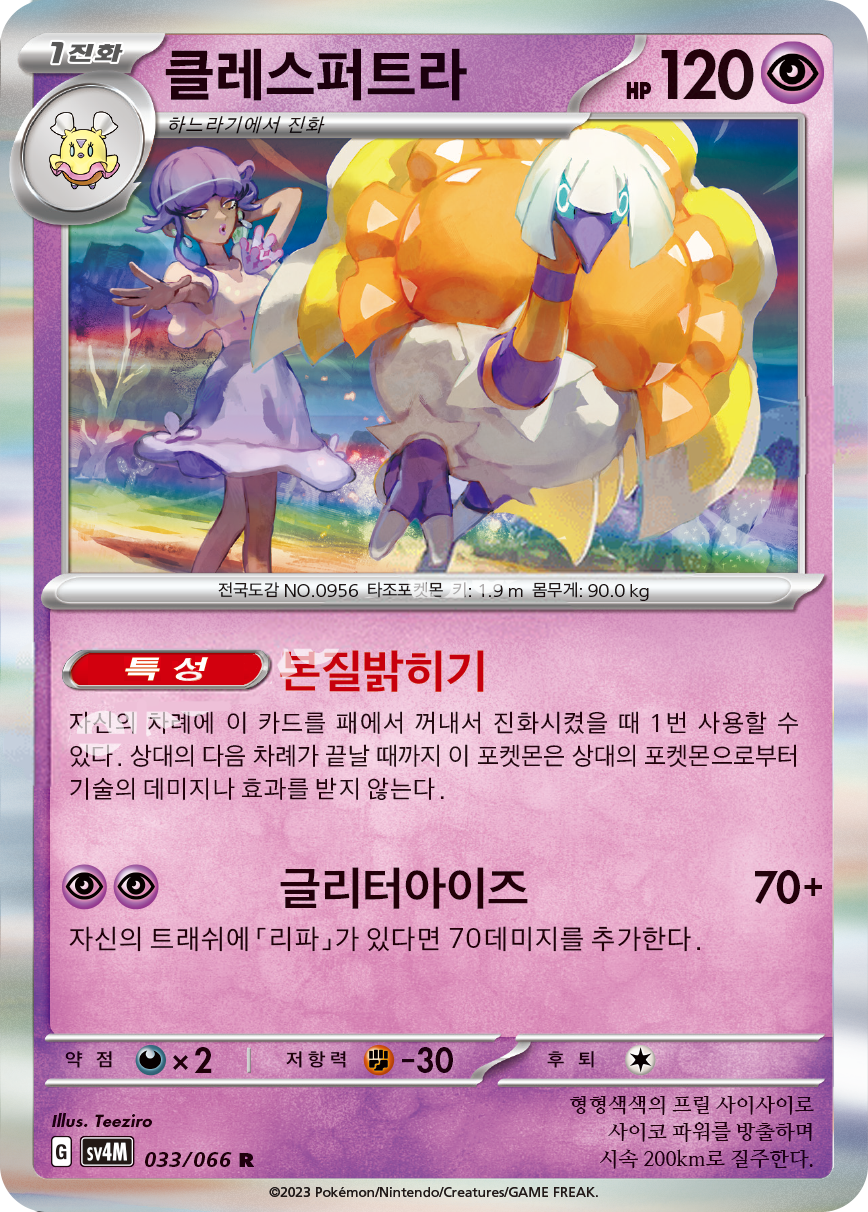 1진화
클레스퍼트라
HP 120
하느라기에서 진화
전국도감 NO.0956 타조포켓몬 키: 1.9 m 몸무게: 90.0 kg
특성 돈질밝히기
자신의 차례에 이 카드를 패에서 꺼내서 진화시켰을 때 1번 사용할 수
있다. 상대의 다음 차례가 끝날 때까지 이 포켓몬은 상대의 포켓몬으로부터
기술의 데미지나 효과를 받지 않는다.
글리터아이즈 70+
자신의 트래쉬에 「리파」가 있다면 70데미지를 추가한다.
약점 ×2 저항력 -30 후퇴
형형색색의 프릴 사이사이로
사이코 파워를 방출하며
시속 200km로 질주한다.
Illus. Teeziro
G sv4M 033/066 R
©2023 Pokémon/Nintendo/Creatures/GAME FREAK.